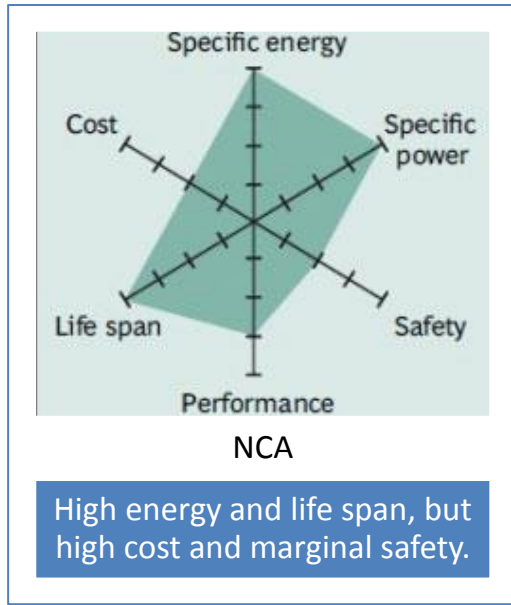 Specific energy
Cost
Specific
power
Life span
Safety
Performance
NCA
High energy and life span, but
high cost and marginal safety.